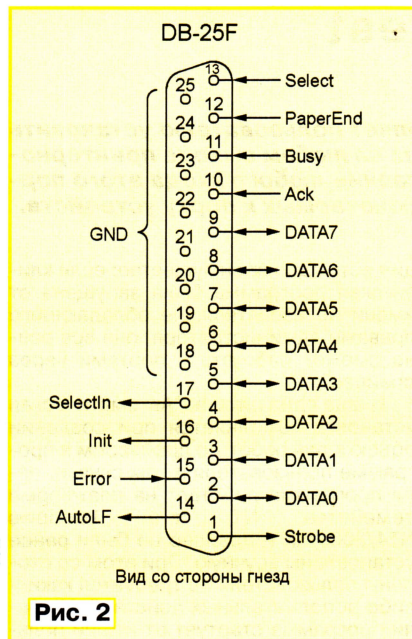 DB-25F
13 Select
25
12 PaperEnd
24
11 Busy
23
10 Ack
22
9 DATA7
GND
21
8 DATA6
20
7 DATA5
19
6 DATA4
18
5 DATA3
SelectIn 17
4 DATA2
Init 16
3 DATA1
Error 15
2 DATA0
AutoLF 14
1 Strobe
Вид со стороны гнезд
Рис. 2